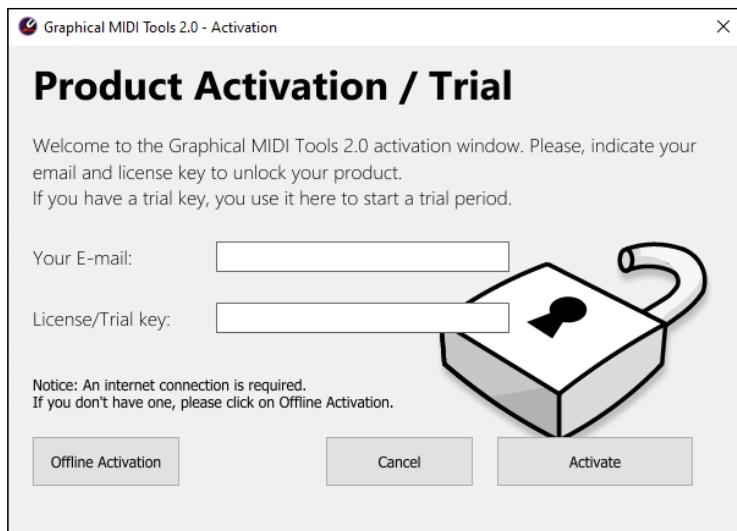 Graphical MIDI Tools 2.0 - Activation
Product Activation / Trial
Welcome to the Graphical MIDI Tools 2.0 activation window. Please, indicate your
email and license key to unlock your product.
If you have a trial key, you use it here to start a trial period.
Your E-mail:
License/Trial key:
Notice: An internet connection is required.
If you don't have one, please click on Offline Activation.
Offline Activation
Cancel
Activate